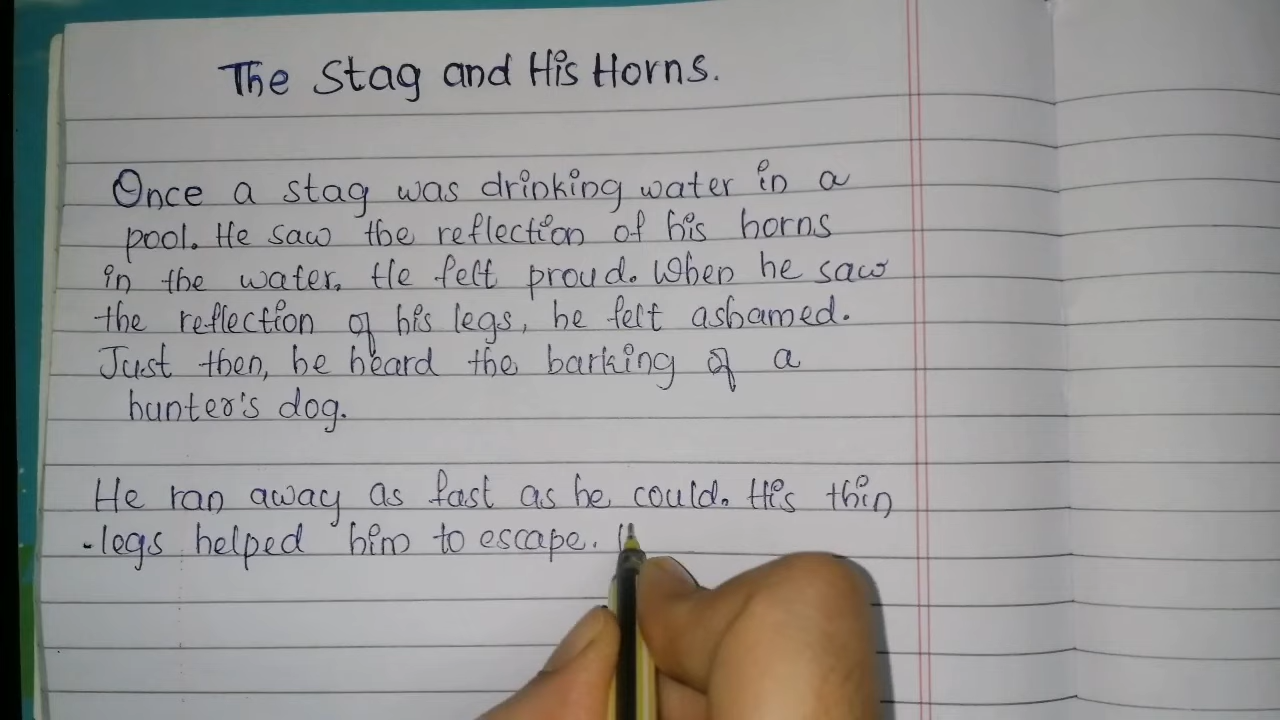 The Stag and His Horns.
Once a stag was drinking water in a
pool. He saw the reflection of his horns
in the water. He felt proud. When he saw
the reflection of his legs, he felt ashamed.
Just then, he heard the barking of a
hunter's dog.
He ran away as fast as he could. His thin
legs helped him to escape.